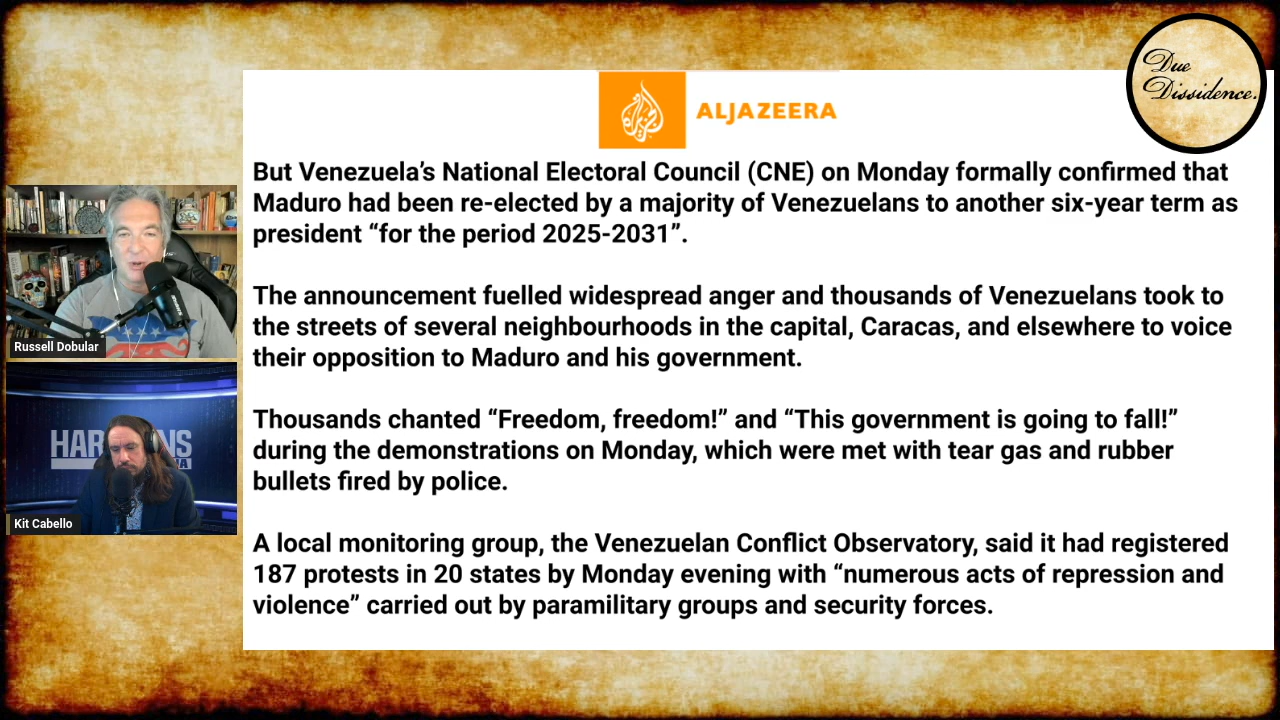 Due
Dissidence.
ALJAZEERA
But Venezuela’s National Electoral Council (CNE) on Monday formally confirmed that
Maduro had been re-elected by a majority of Venezuelans to another six-year term as
president “for the period 2025-2031”.
The announcement fuelled widespread anger and thousands of Venezuelans took to
the streets of several neighbourhoods in the capital, Caracas, and elsewhere to voice
their opposition to Maduro and his government.
Thousands chanted “Freedom, freedom!” and “This government is going to fall!”
during the demonstrations on Monday, which were met with tear gas and rubber
bullets fired by police.
A local monitoring group, the Venezuelan Conflict Observatory, said it had registered
187 protests in 20 states by Monday evening with “numerous acts of repression and
violence” carried out by paramilitary groups and security forces.
Russell Dobular
Kit Cabello